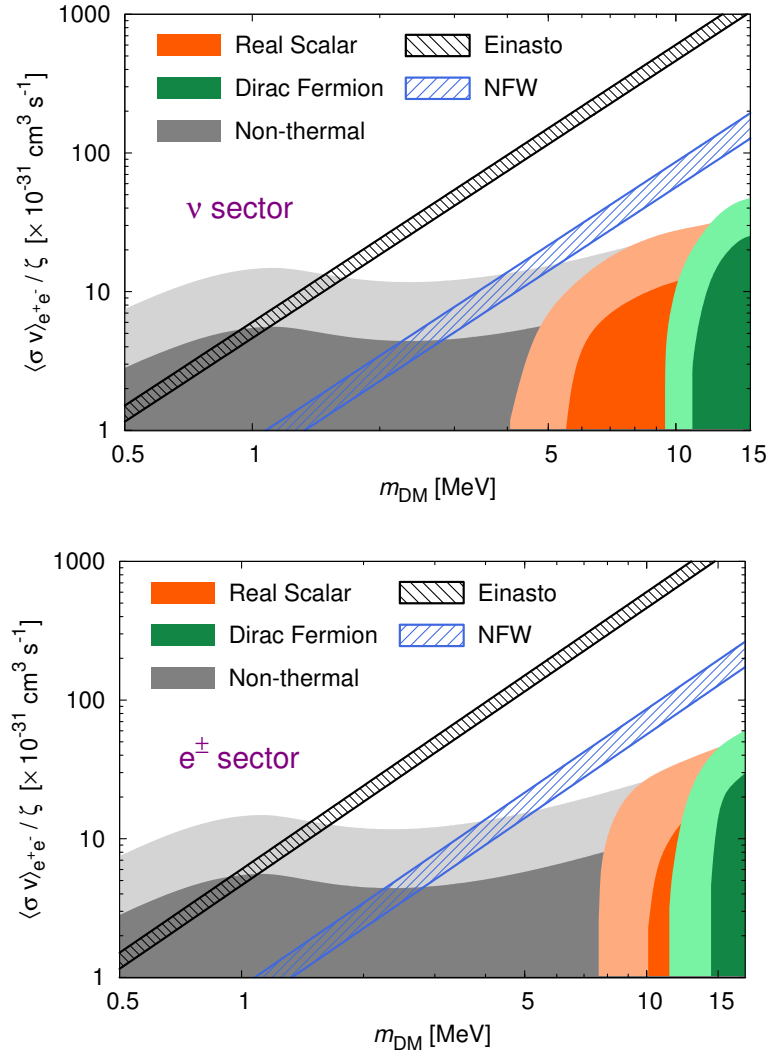 1000
100
10
1
⟨σ v⟩e+e- / ζ [× 10-31 cm3 s-1]
Real Scalar
Dirac Fermion
Non-thermal
Einasto
NFW
ν sector
0.5 1 5 10 15
mDM [MeV]
1000
100
10
1
⟨σ v⟩e+e- / ζ [× 10-31 cm3 s-1]
Real Scalar
Dirac Fermion
Non-thermal
Einasto
NFW
e± sector
0.5 1 5 10 15
mDM [MeV]